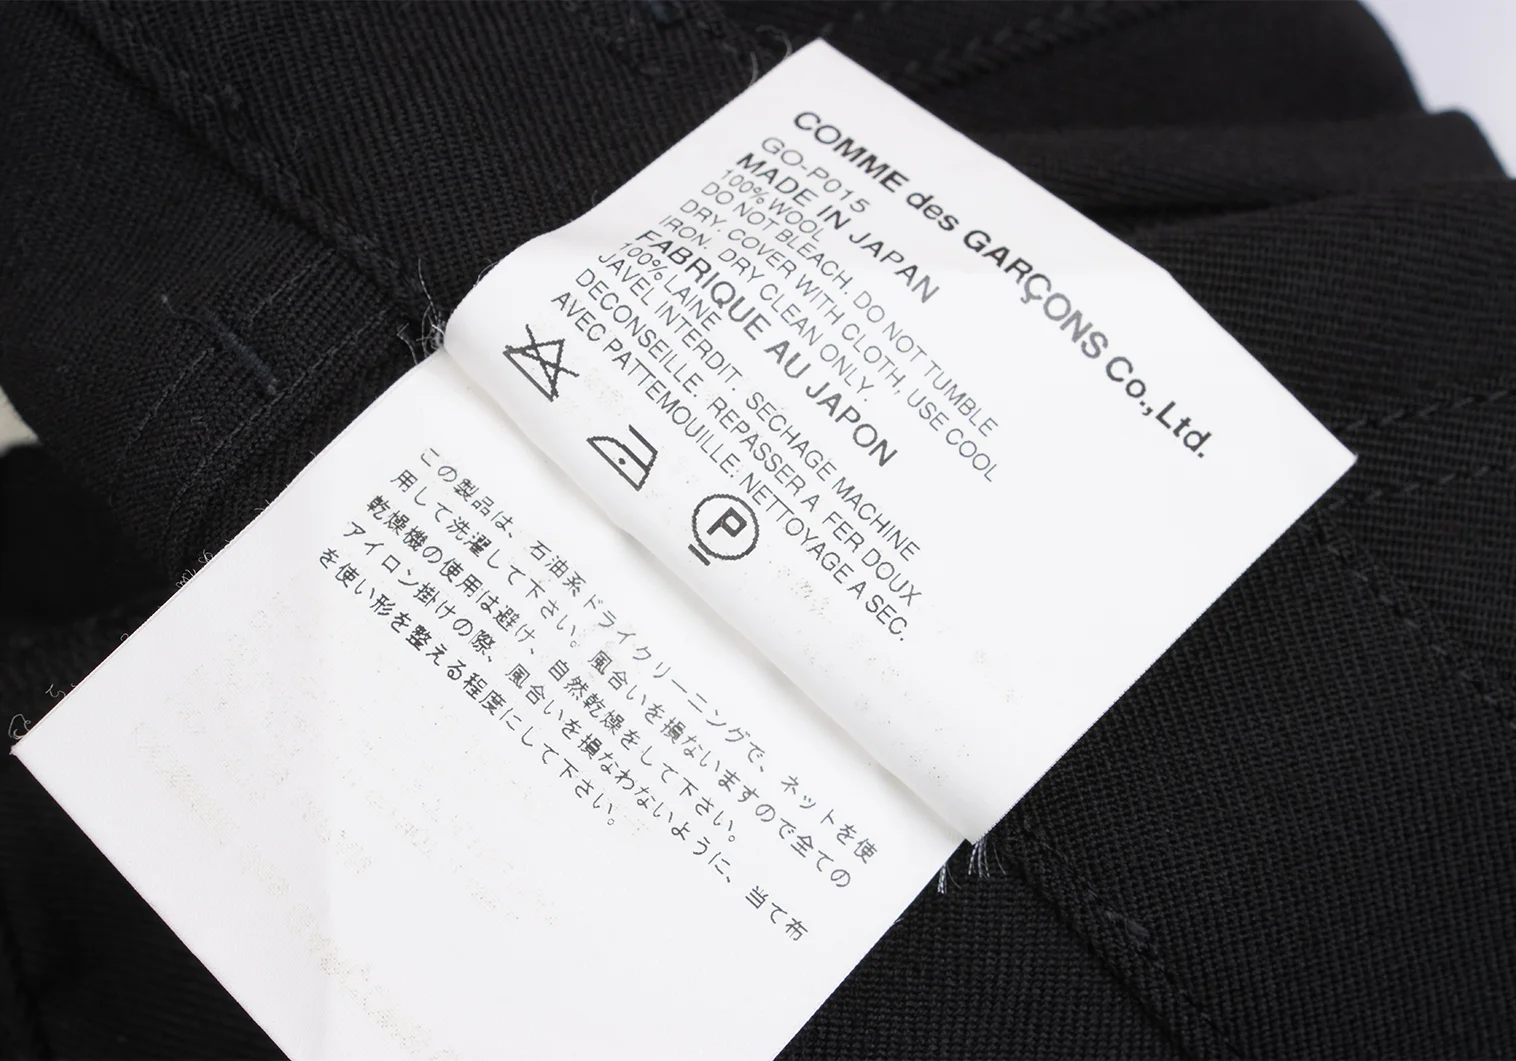 COMME des GARÇONS Co.,Ltd.
GO-P015
MADE IN JAPAN
100% WOOL
DO NOT BLEACH. DO NOT TUMBLE
DRY. COVER WITH CLOTH, USE COOL
IRON. DRY CLEAN ONLY.
FABRIQUE AU JAPON
100% LAINE
JAVEL INTERDIT. SECHAGE MACHINE
DECONSEILLE. REPASSER A FER DOUX
AVEC PATTEMOUILLE. NETTOYAGE A SEC.
P
この製品は、石油系ドライクリーニングで、ネットを使
用して洗濯して下さい。風合いを損ないますので全ての
乾燥機の使用は避け、自然乾燥をして下さい。
アイロン掛けの際、風合いを損なわないように、当て布
を使い形を整える程度にして下さい。